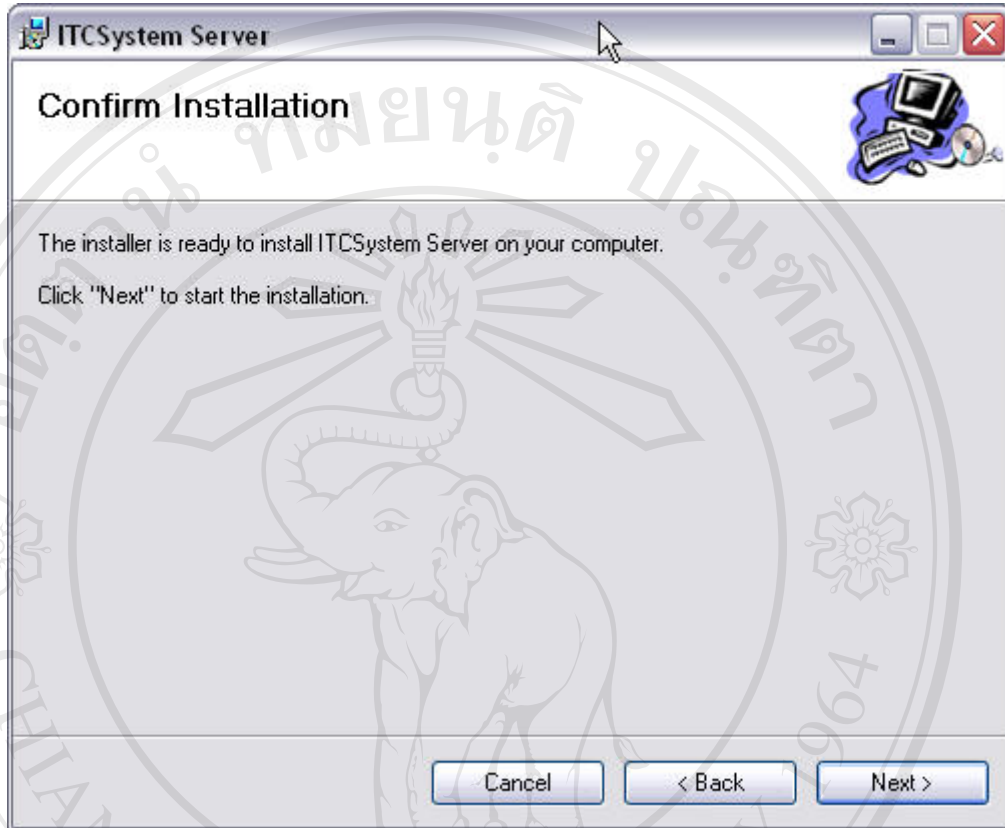 ITCSystem Server
Confirm Installation
The installer is ready to install ITCSystem Server on your computer.
Click "Next" to start the installation.
Cancel
< Back
Next >
1964